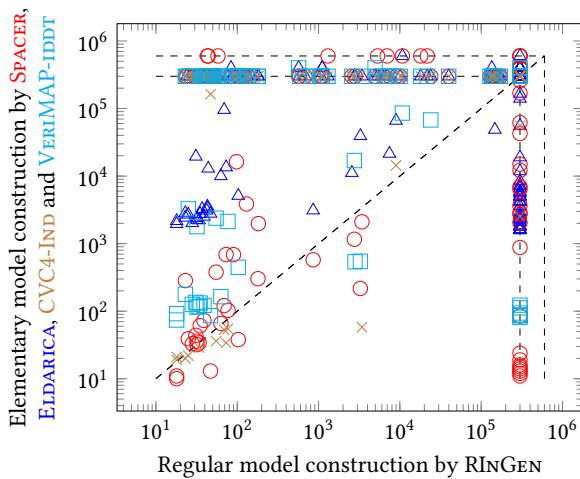 Elementary model construction by SPACER,
ELDARICA, CVC4-IND and VERIMAP-IDDT
10^6
10^5
10^4
10^3
10^2
10^1
10^1 10^2 10^3 10^4 10^5 10^6
Regular model construction by RINGEN